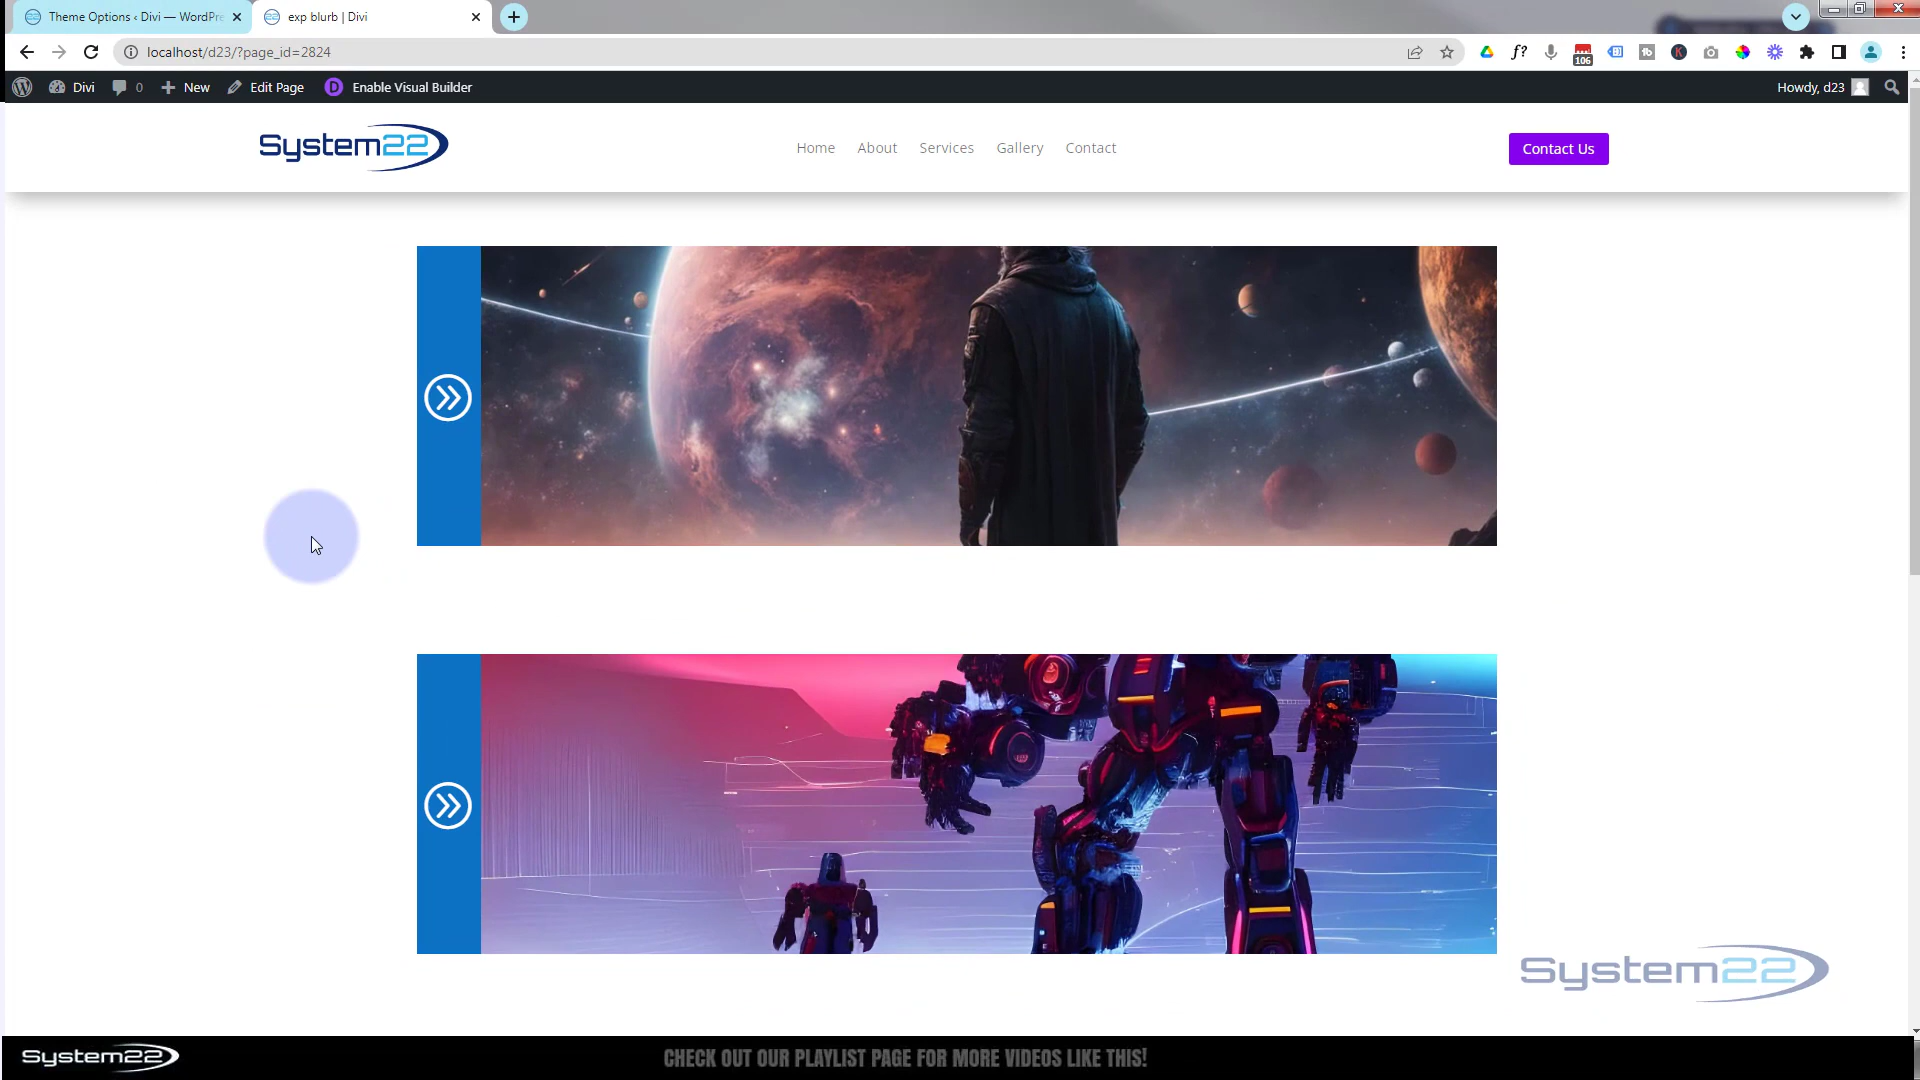 Theme Options ‹ Divi — WordPre
exp blurb | Divi
localhost/d23/?page_id=2824
106
Divi
0
New
Edit Page
D
Enable Visual Builder
Howdy, d23
System22
Home
About
Services
Gallery
Contact
Contact Us
System22
System22
CHECK OUT OUR PLAYLIST PAGE FOR MORE VIDEOS LIKE THIS!